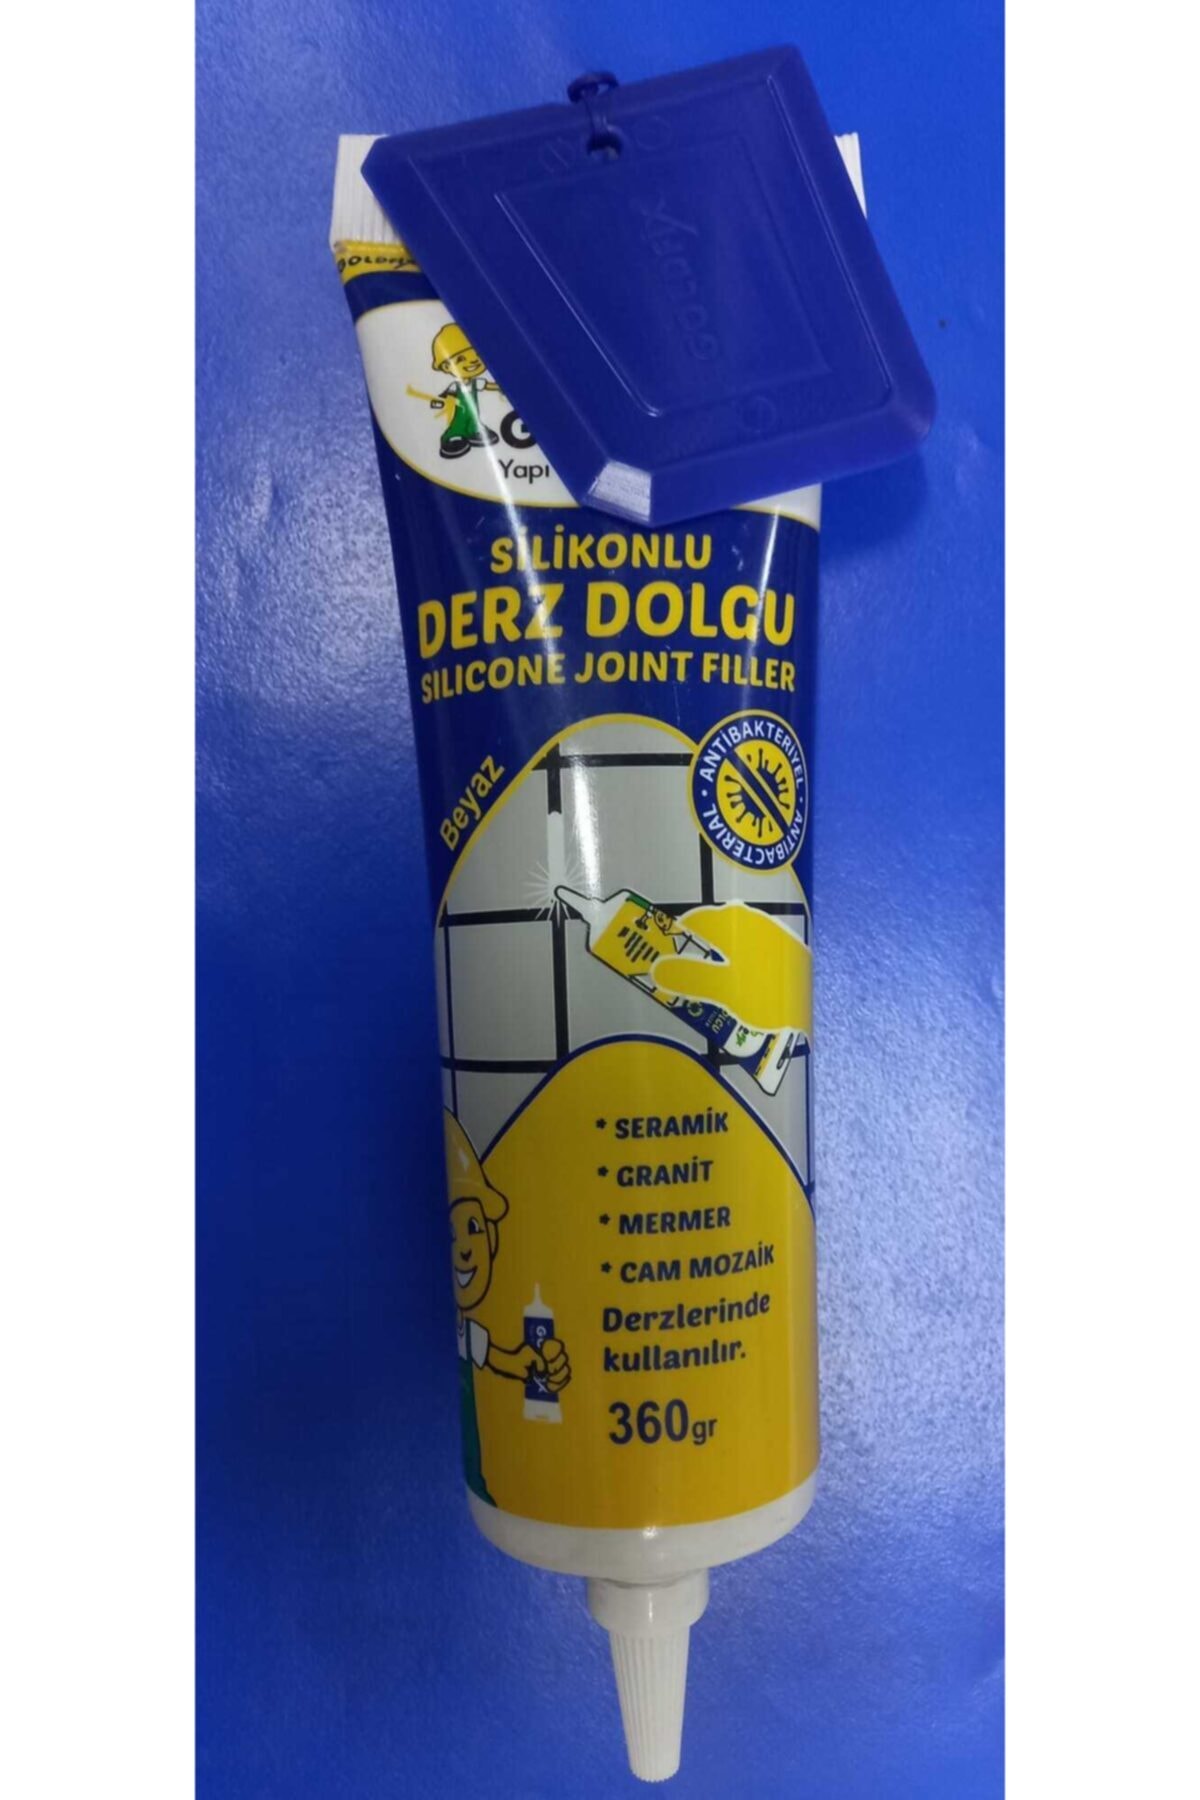 GOLDFIX
Yapı
SİLİKONLU
DERZ DOLGU
SILICONE JOINT FILLER
Beyaz
ANTİBAKTERİYEL • ANTIBACTERIAL •
* SERAMİK
* GRANİT
* MERMER
* CAM MOZAİK
Derzlerinde
kullanılır.
360gr